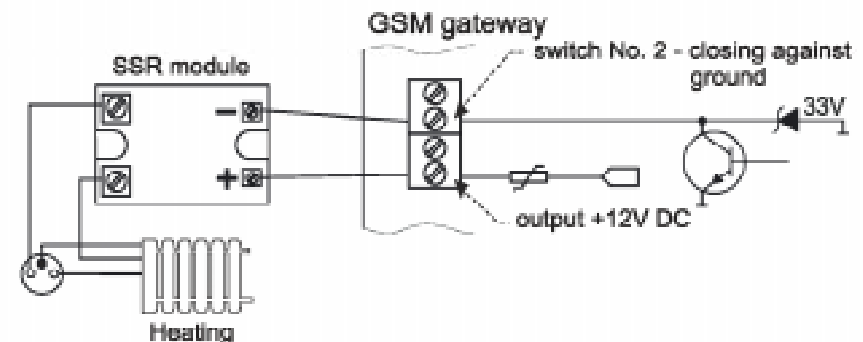 GSM gateway
switch No. 2 - closing against
ground
SSR module
−
33V
+
output +12V DC
Heating